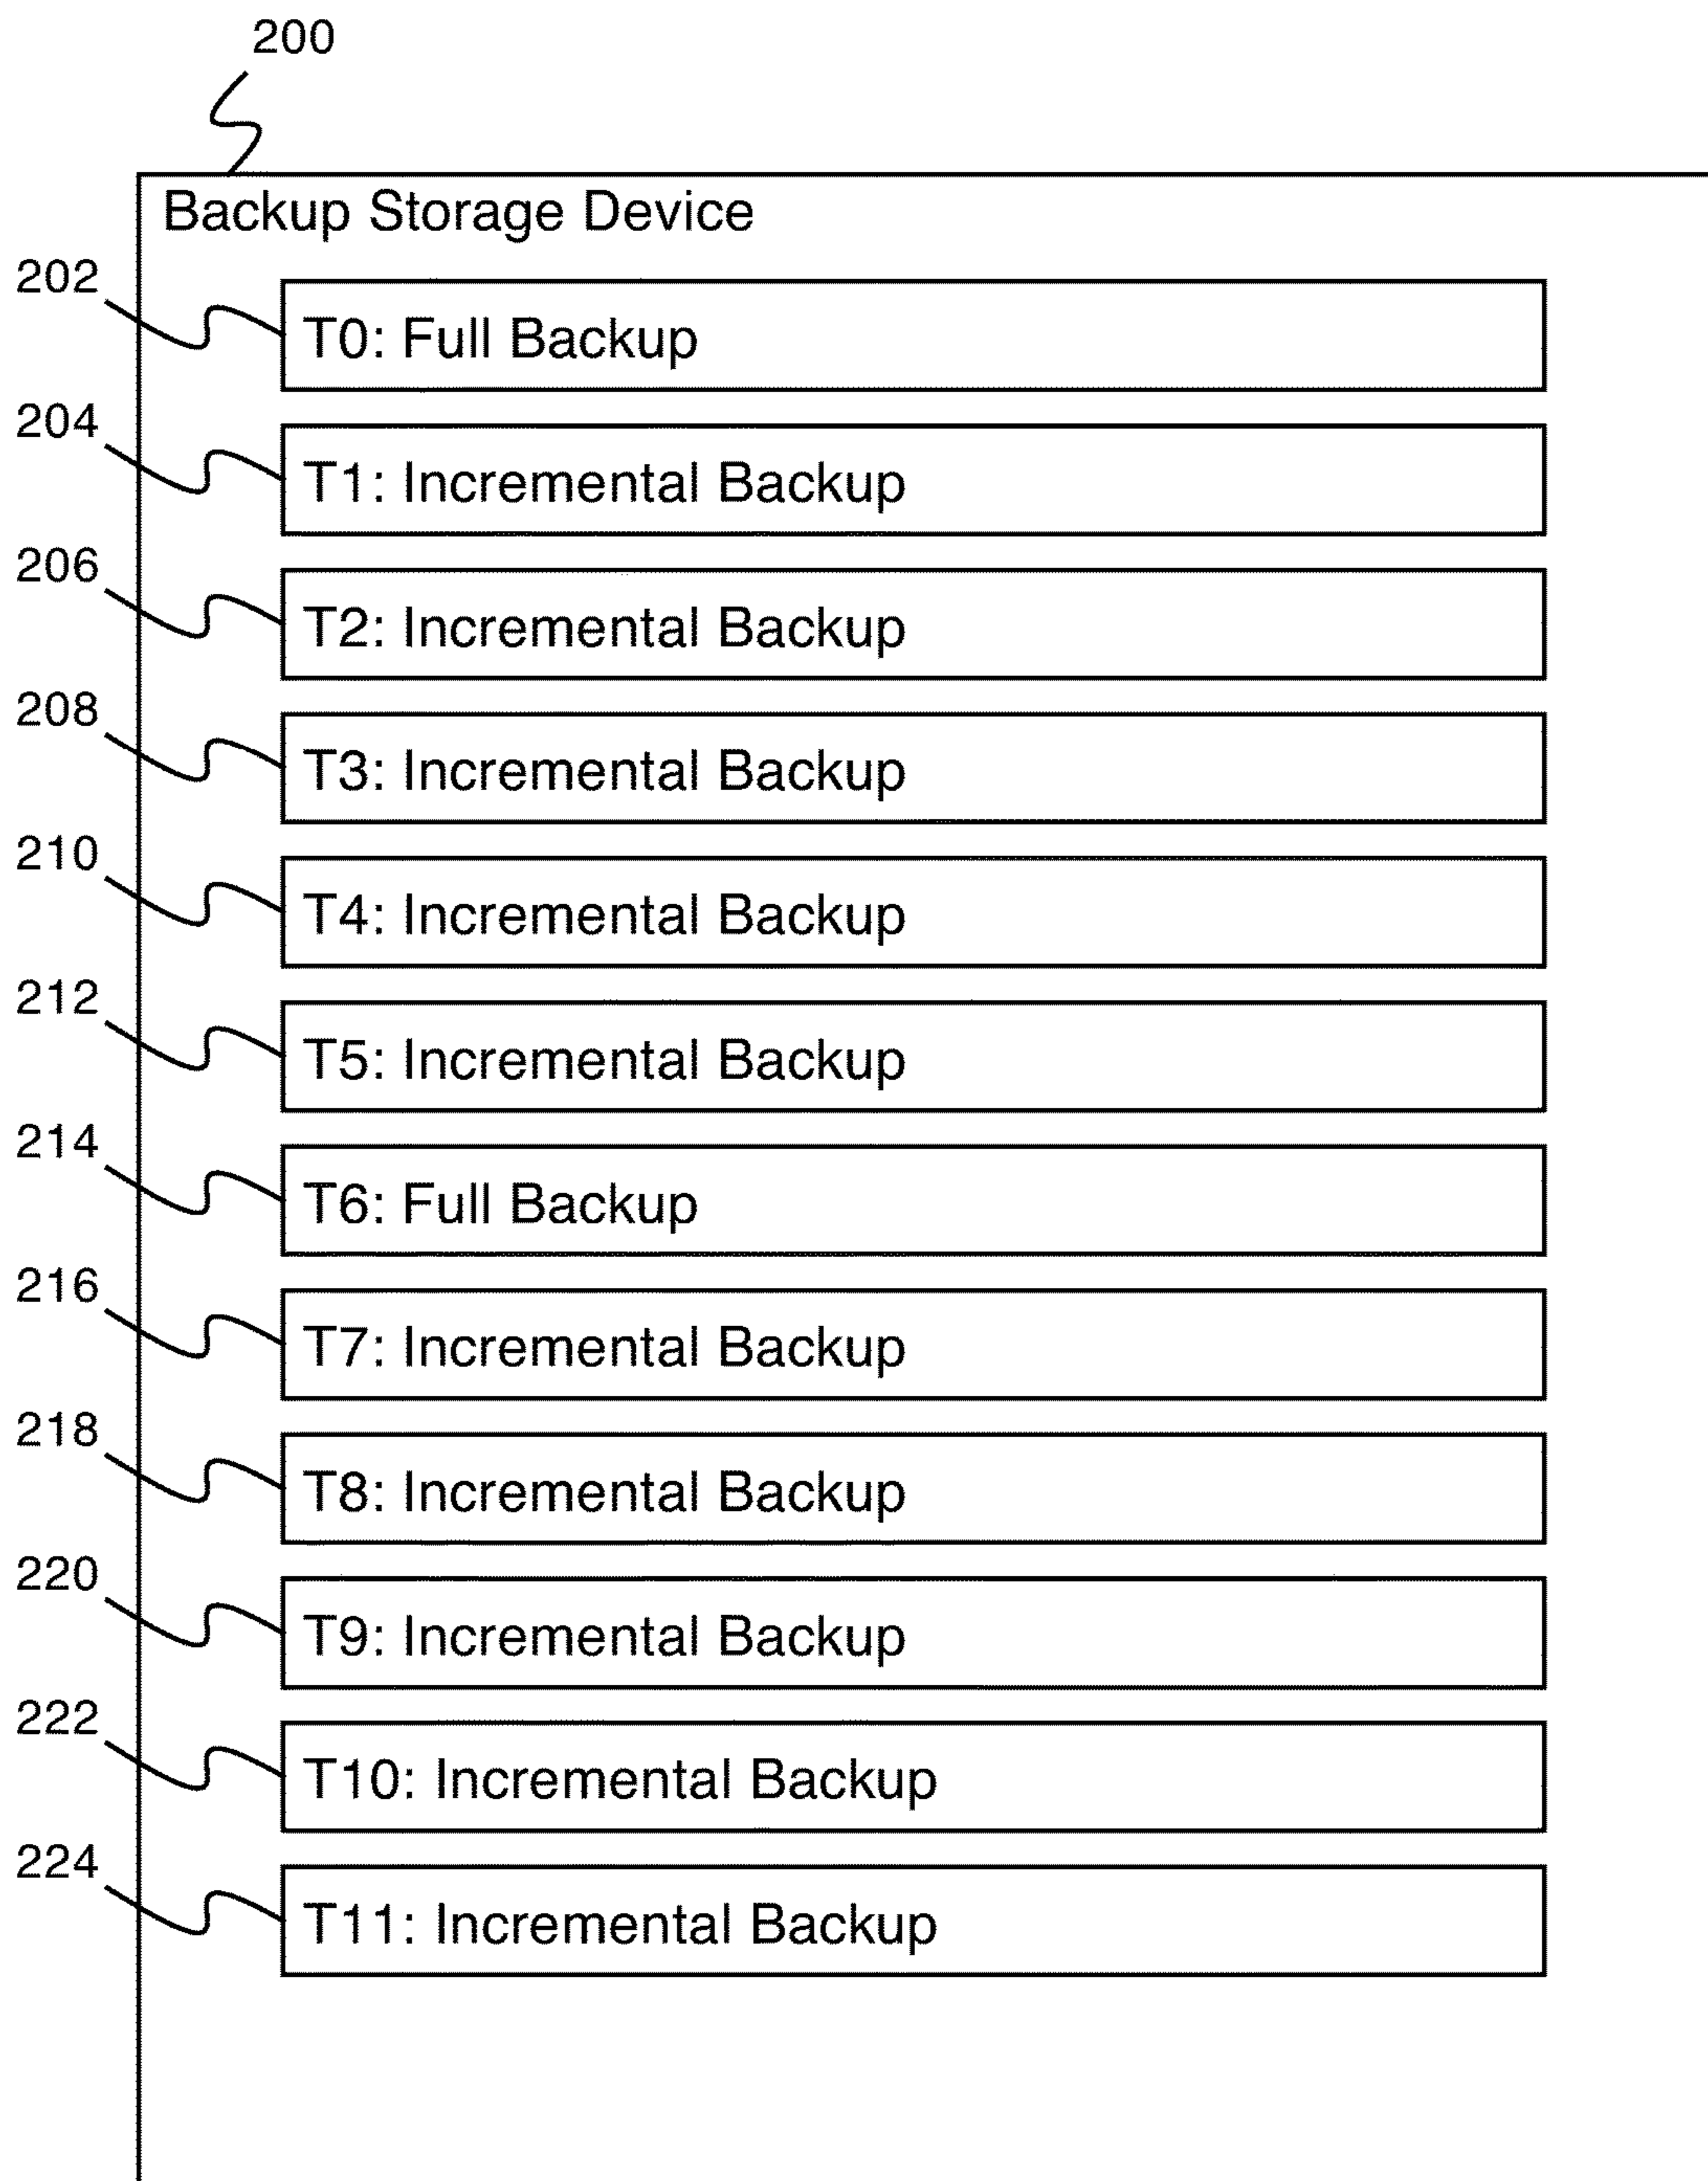 200
Backup Storage Device
202
T0: Full Backup
204
T1: Incremental Backup
206
T2: Incremental Backup
208
T3: Incremental Backup
210
T4: Incremental Backup
212
T5: Incremental Backup
214
T6: Full Backup
216
T7: Incremental Backup
218
T8: Incremental Backup
220
T9: Incremental Backup
222
T10: Incremental Backup
224
T11: Incremental Backup